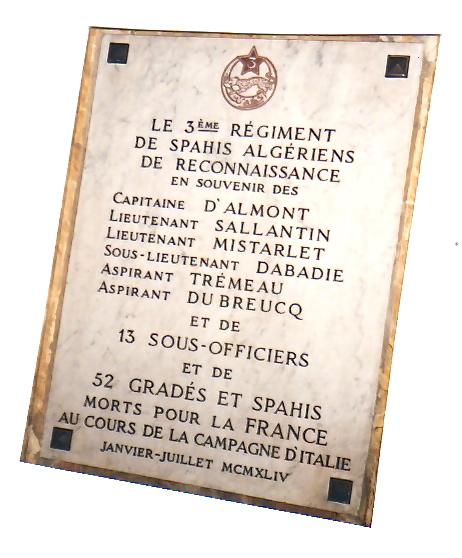 3
LE 3ÈME RÉGIMENT
DE SPAHIS ALGÉRIENS
DE RECONNAISSANCE
EN SOUVENIR DES
CAPITAINE D'ALMONT
LIEUTENANT SALLANTIN
LIEUTENANT MISTARLET
SOUS-LIEUTENANT DABADIE
ASPIRANT TRÉMEAU
ASPIRANT DU BREUCQ
ET DE
13 SOUS-OFFICIERS
ET DE
52 GRADÉS ET SPAHIS
MORTS POUR LA FRANCE
AU COURS DE LA CAMPAGNE D'ITALIE
JANVIER-JUILLET MCMXLIV